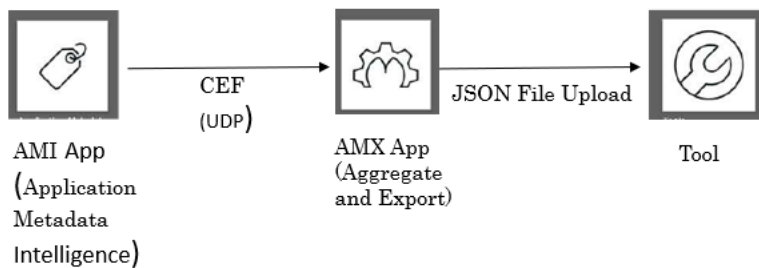 CEF
(UDP)
JSON File Upload
AMI App
(Application
Metadata
Intelligence)
AMX App
(Aggregate
and Export)
Tool